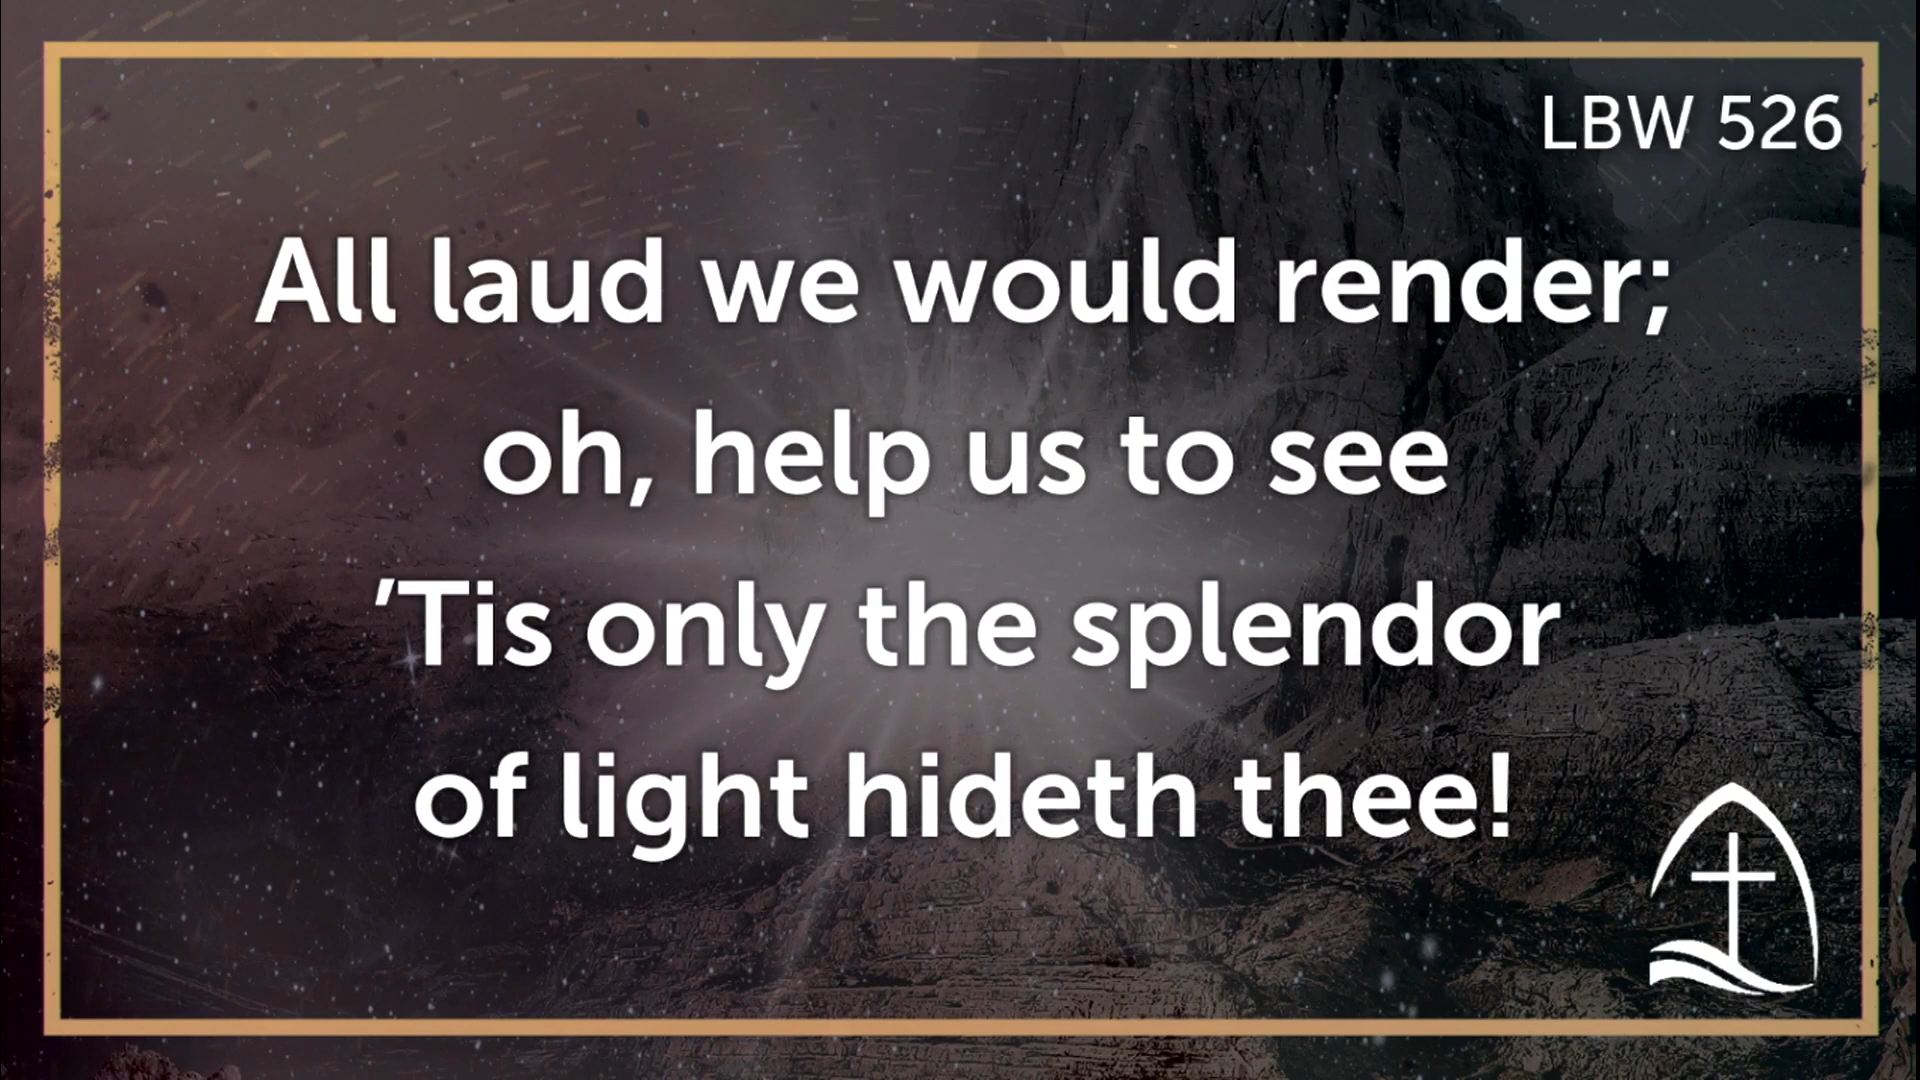 LBW 526
All laud we would render;
oh, help us to see
’Tis only the splendor
of light hideth thee!